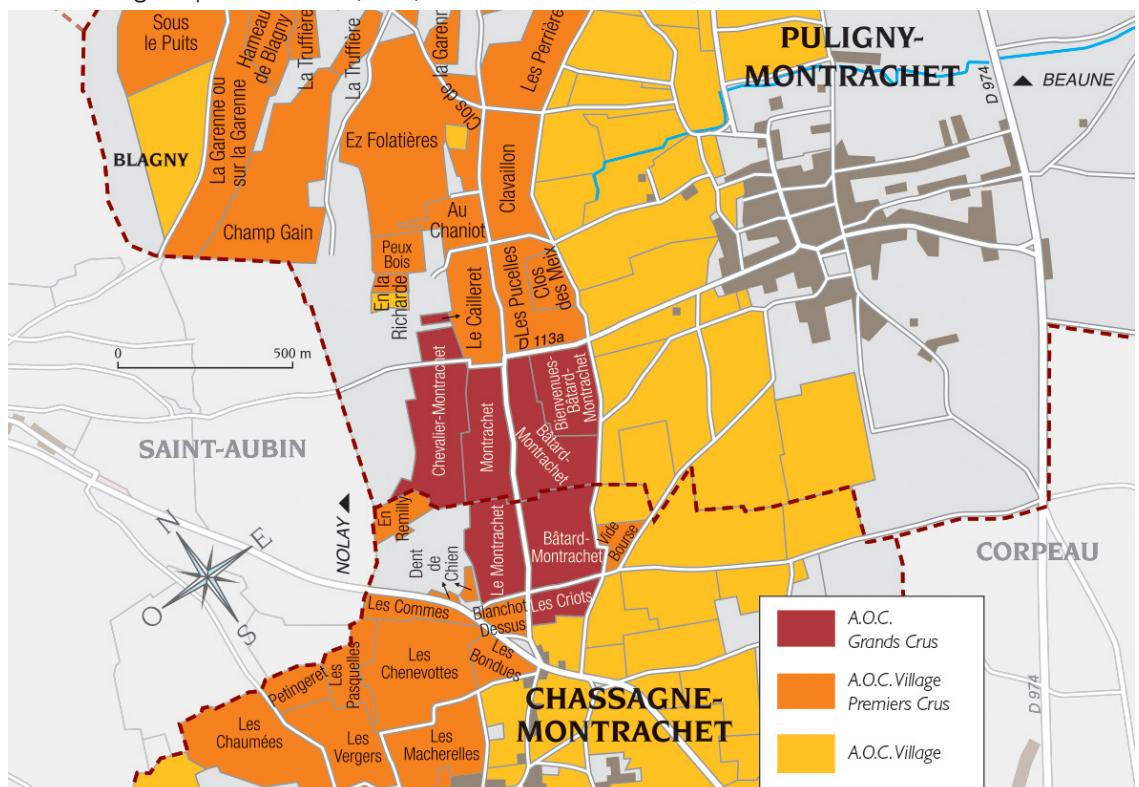 Sous
le Puits
Hameau
de Blagny
La Truffière
La Truffière
la Garenn
Clos de
Les Perrière
PULIGNY-
MONTRACHET
D 974
BEAUNE
BLAGNY
La Garenne ou
sur la Garenne
Ez Folatières
Champ Gain
Au
Chaniot
Clavaillon
Peux
Bois
En la
Richarde
Le Cailleret
Les Pucelles
Clos
des Meix
D 113a
0
500 m
SAINT-AUBIN
Chevalier-Montrachet
Montrachet
Bienvenues-
Bâtard-
Montrachet
Bâtard-
Montrachet
NOLAY
En
Remilly
Dent
de
Chien
Le Montrachet
Bâtard-
Montrachet
Vide
Bourse
CORPEAU
N
E
O
S
Les Commes
Blanchot
Dessus
Les Criots
Les
Bondues
Petingeret
Les
Pasquelles
Les
Chenevottes
CHASSAGNE-
MONTRACHET
Les
Chaumées
Les
Vergers
Les
Macherelles
A.O.C.
Grands Crus
A.O.C. Village
Premiers Crus
A.O.C. Village
D 974